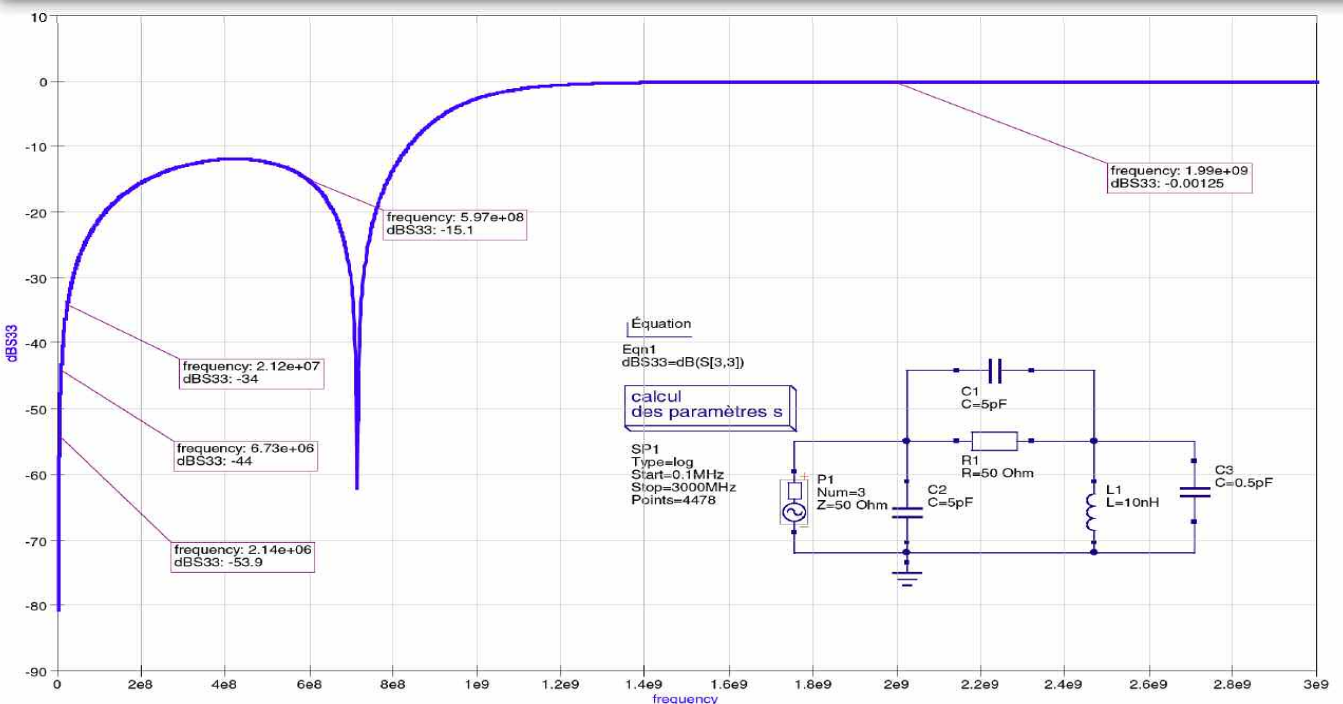 10
0
-10
-20
-30
-40
-50
-60
-70
-80
-90
dBS33
0
2e8
4e8
6e8
8e8
1e9
1.2e9
1.4e9
1.6e9
1.8e9
2e9
2.2e9
2.4e9
2.6e9
2.8e9
3e9
frequency
frequency: 1.99e+09
dBS33: -0.00125
frequency: 5.97e+08
dBS33: -15.1
frequency: 2.12e+07
dBS33: -34
frequency: 6.73e+06
dBS33: -44
frequency: 2.14e+06
dBS33: -53.9
Équation
Eqn1
dBS33=dB(S[3,3])
calcul
des paramètres s
SP1
Type=log
Start=0.1MHz
Stop=3000MHz
Points=4478
P1
Num=3
Z=50 Ohm
C2
C=5pF
C1
C=5pF
R1
R=50 Ohm
L1
L=10nH
C3
C=0.5pF